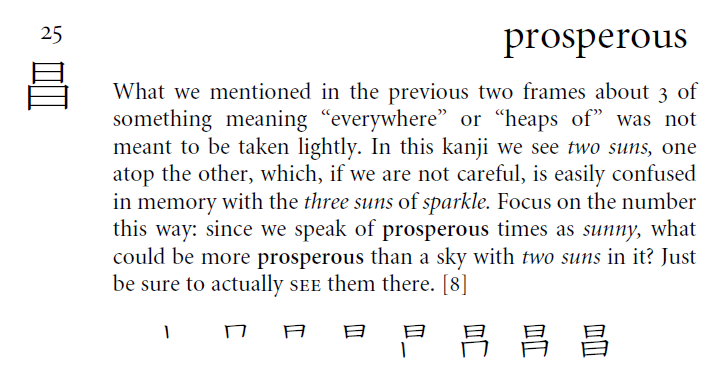 25
prosperous
昌
What we mentioned in the previous two frames about 3 of
something meaning “everywhere” or “heaps of” was not
meant to be taken lightly. In this kanji we see two suns, one
atop the other, which, if we are not careful, is easily confused
in memory with the three suns of sparkle. Focus on the number
this way: since we speak of prosperous times as sunny, what
could be more prosperous than a sky with two suns in it? Just
be sure to actually SEE them there. [8]
丨 冂 日 昌